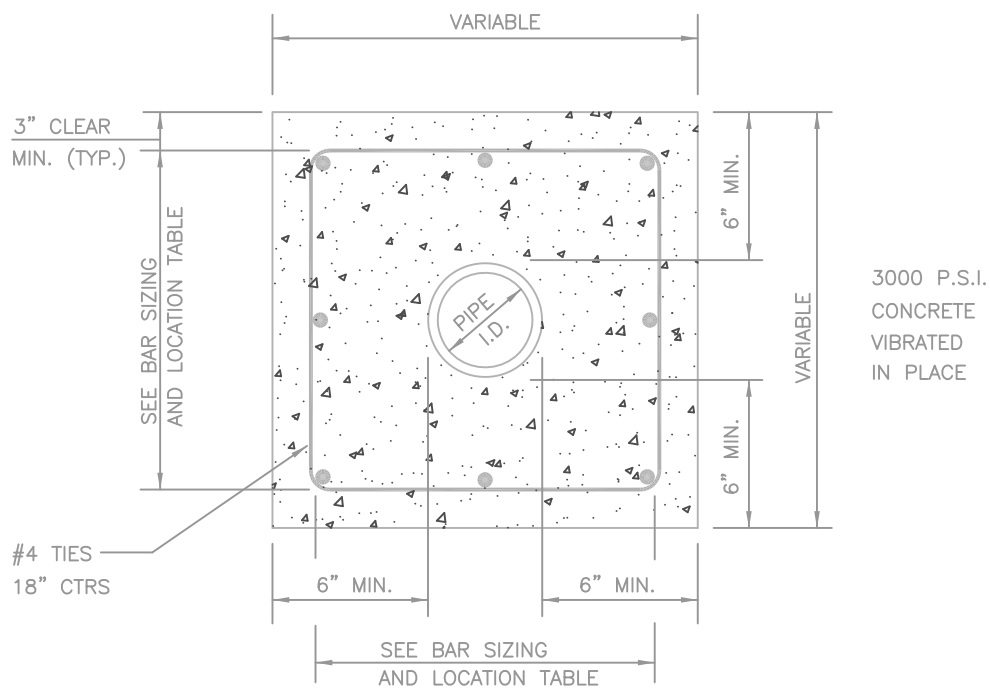 VARIABLE
3” CLEAR
MIN. (TYP.)
SEE BAR SIZING
AND LOCATION TABLE
6” MIN.
VARIABLE
3000 P.S.I.
CONCRETE
VIBRATED
IN PLACE
PIPE
I.D.
6” MIN.
#4 TIES
18” CTRS
6” MIN.
6” MIN.
SEE BAR SIZING
AND LOCATION TABLE